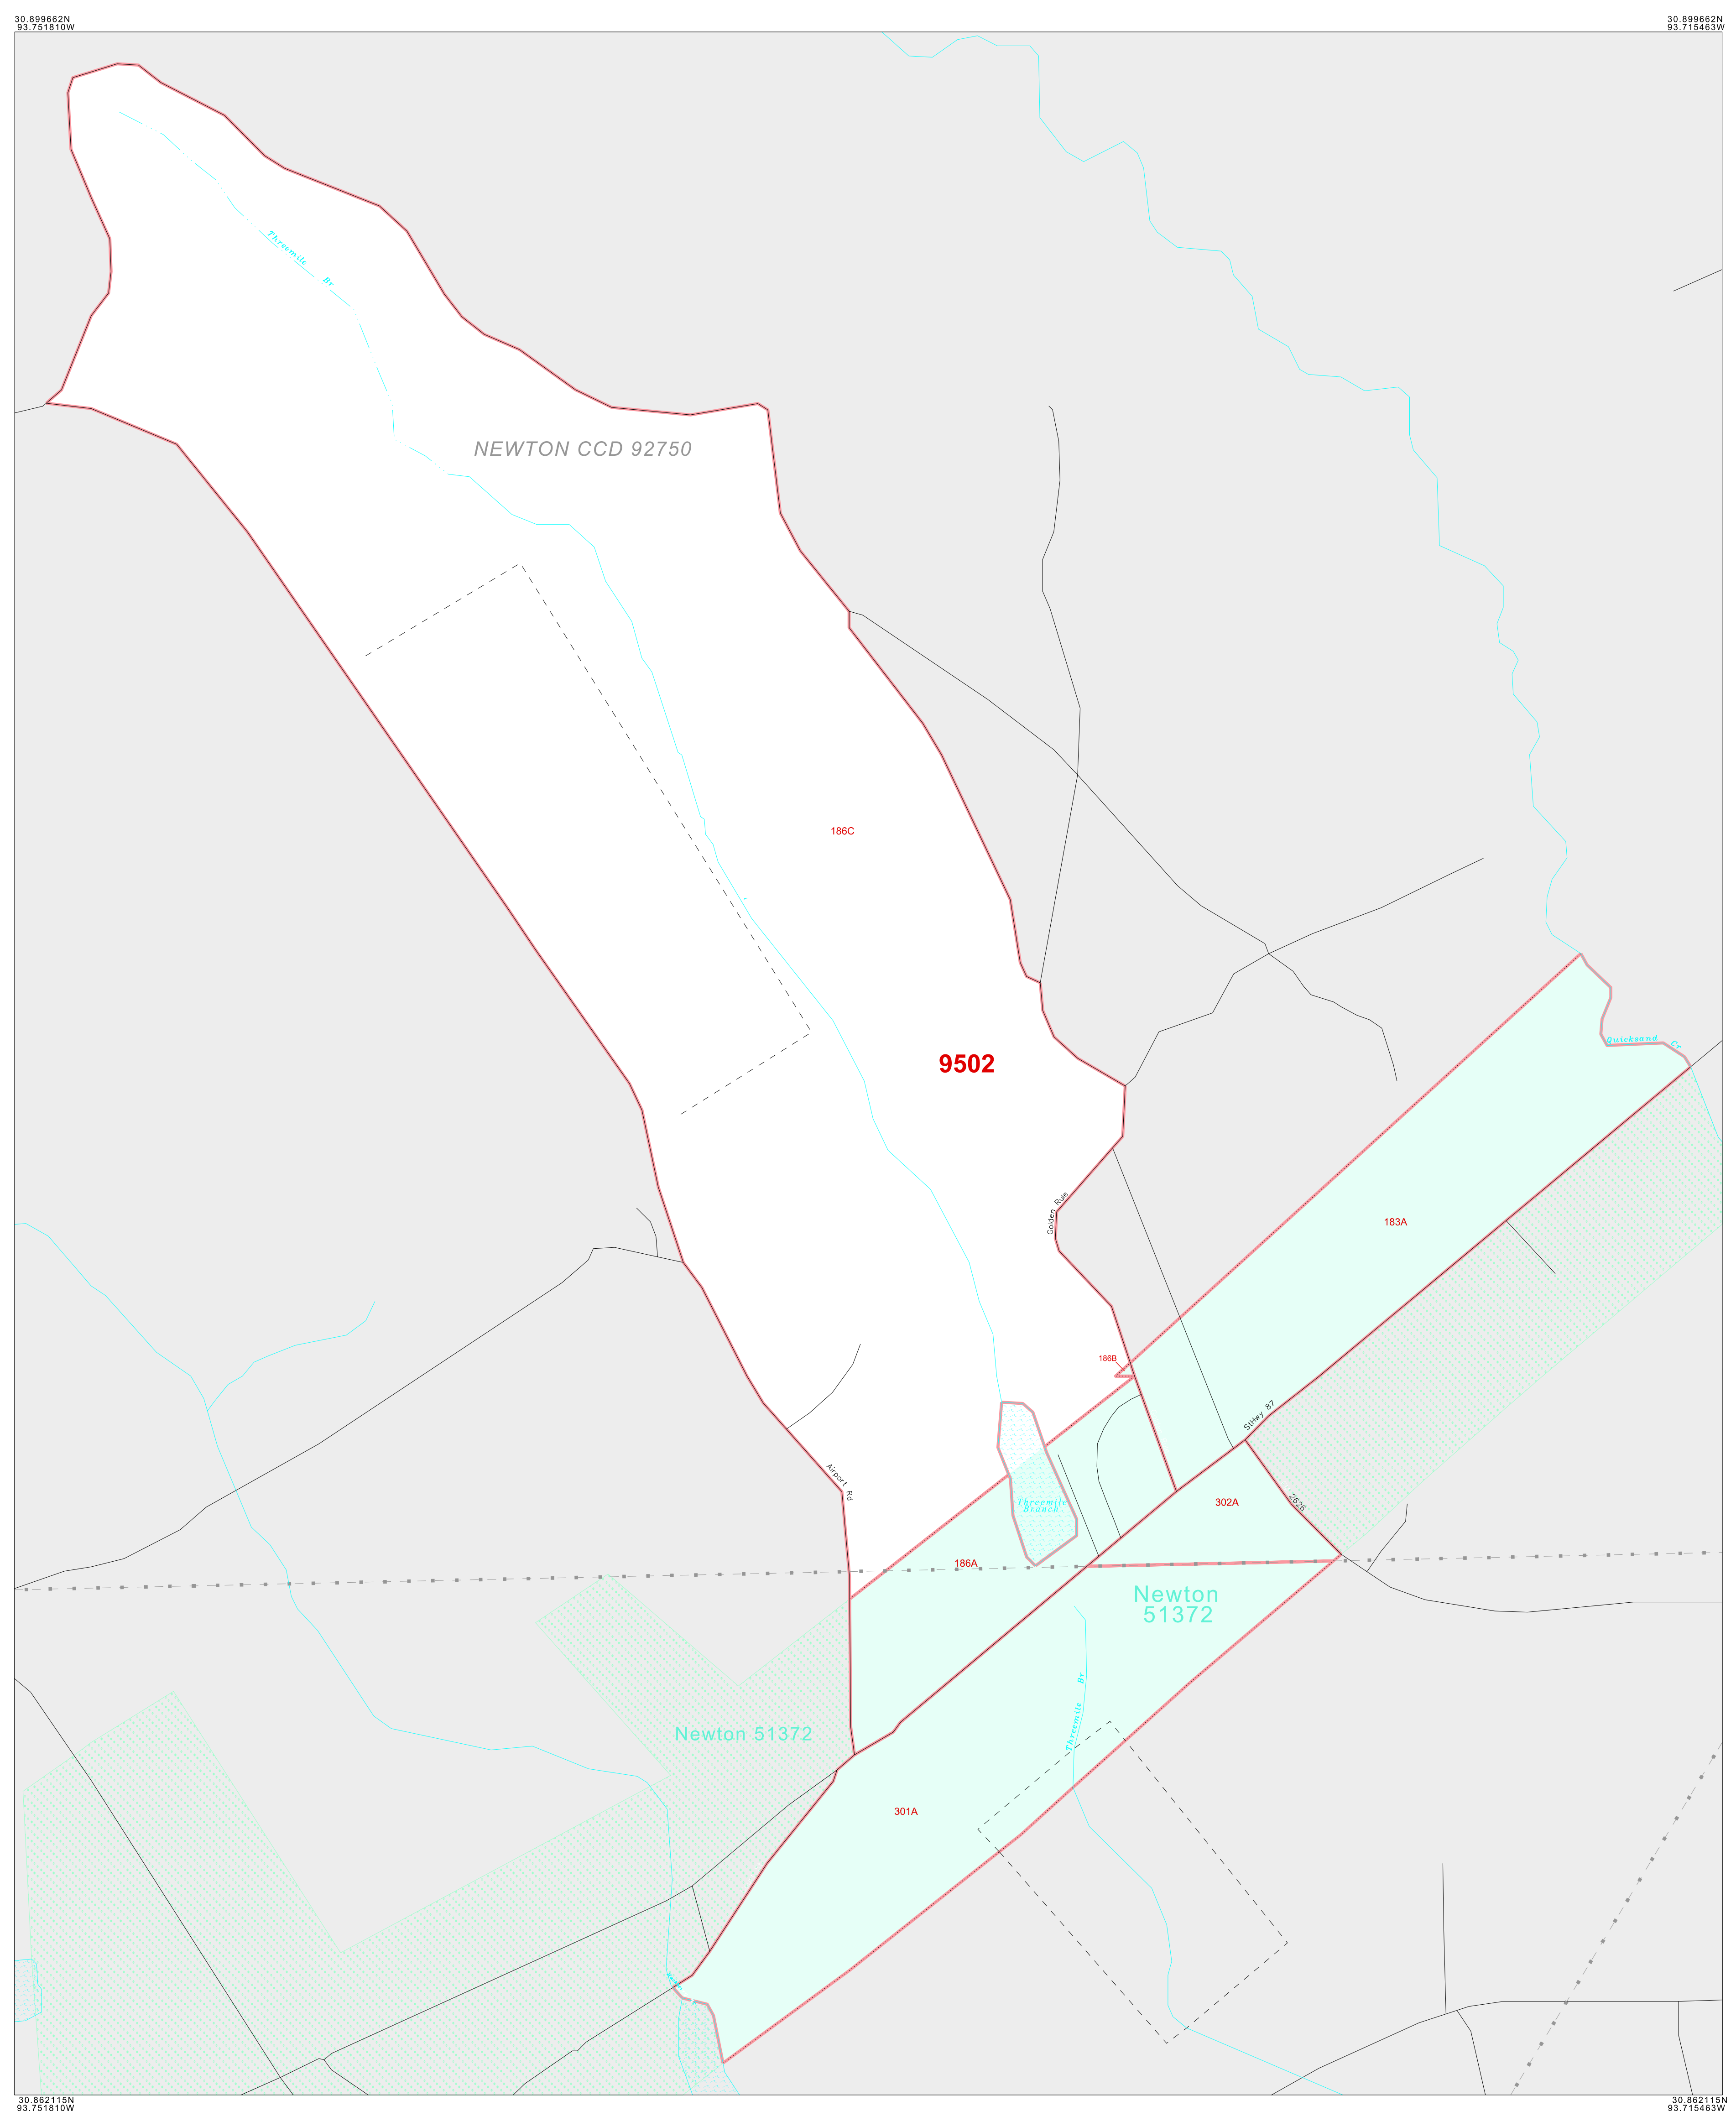 30.899662N
93.751810W
30.899662N
93.715463W
Threemile Br
NEWTON CCD 92750
186C
9502
Quicksand Cr
Golden Rule
183A
186B
StHwy 87
Airport Rd
Threemile
Branch
302A
2626
186A
Newton
51372
Threemile Br
Newton 51372
301A
30.862115N
93.751810W
30.862115N
93.715463W